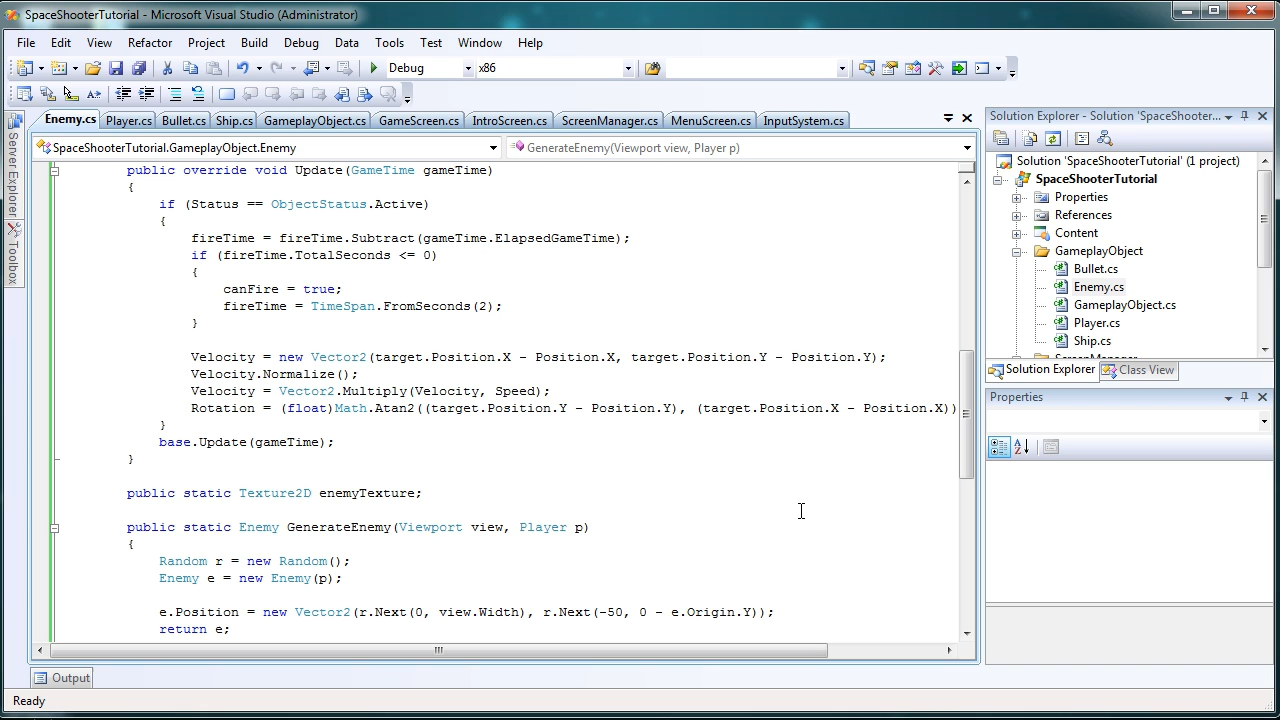 SpaceShooterTutorial - Microsoft Visual Studio (Administrator)
File Edit View Refactor Project Build Debug Data Tools Test Window Help
Debug x86
Enemy.cs Player.cs Bullet.cs Ship.cs GameplayObject.cs GameScreen.cs IntroScreen.cs ScreenManager.cs MenuScreen.cs InputSystem.cs
SpaceShooterTutorial.GameplayObject.Enemy GenerateEnemy(Viewport view, Player p)
Server Explorer
Toolbox
public override void Update(GameTime gameTime)
{
if (Status == ObjectStatus.Active)
{
fireTime = fireTime.Subtract(gameTime.ElapsedGameTime);
if (fireTime.TotalSeconds <= 0)
{
canFire = true;
fireTime = TimeSpan.FromSeconds(2);
}
Velocity = new Vector2(target.Position.X - Position.X, target.Position.Y - Position.Y);
Velocity.Normalize();
Velocity = Vector2.Multiply(Velocity, Speed);
Rotation = (float)Math.Atan2((target.Position.Y - Position.Y), (target.Position.X - Position.X))
}
base.Update(gameTime);
}
public static Texture2D enemyTexture;
public static Enemy GenerateEnemy(Viewport view, Player p)
{
Random r = new Random();
Enemy e = new Enemy(p);
e.Position = new Vector2(r.Next(0, view.Width), r.Next(-50, 0 - e.Origin.Y));
return e;
Solution Explorer - Solution 'SpaceShooter...
Solution 'SpaceShooterTutorial' (1 project)
SpaceShooterTutorial
Properties
References
Content
GameplayObject
Bullet.cs
Enemy.cs
GameplayObject.cs
Player.cs
Ship.cs
ScreenManager
Solution Explorer Class View
Properties
Output
Ready